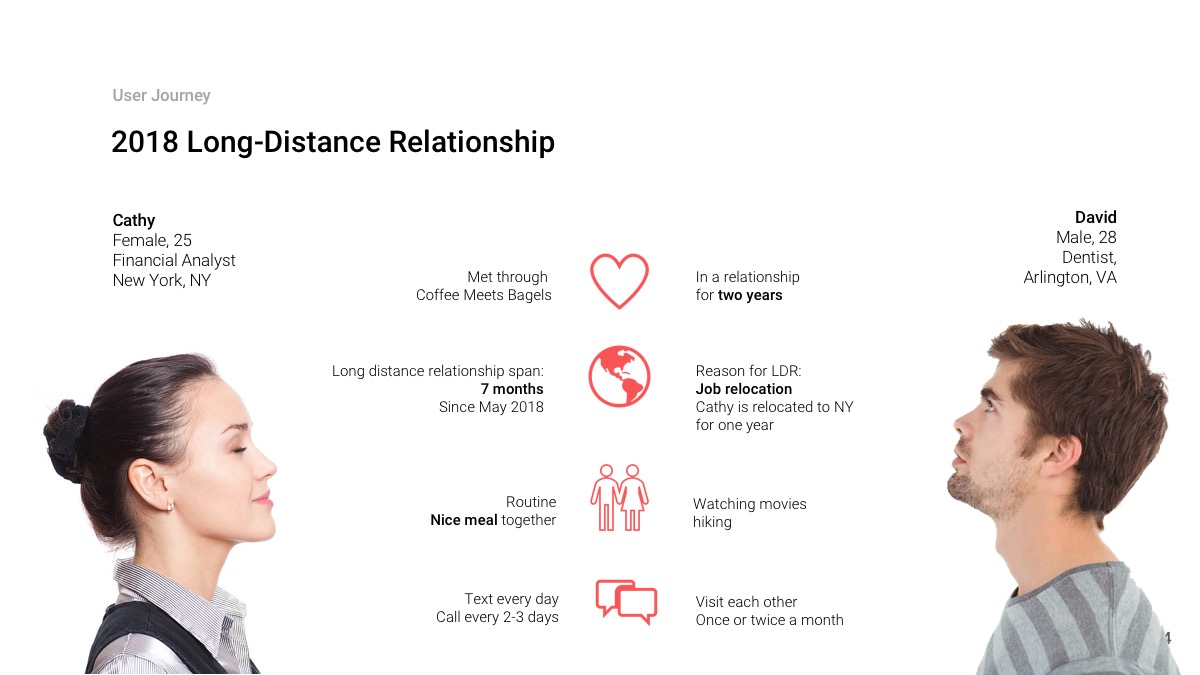 User Journey
2018 Long-Distance Relationship
Cathy
Female, 25
Financial Analyst
New York, NY
David
Male, 28
Dentist,
Arlington, VA
Met through
Coffee Meets Bagels
In a relationship
for two years
Long distance relationship span:
7 months
Since May 2018
Reason for LDR:
Job relocation
Cathy is relocated to NY
for one year
Routine
Nice meal together
Watching movies
hiking
Text every day
Call every 2-3 days
Visit each other
Once or twice a month
4